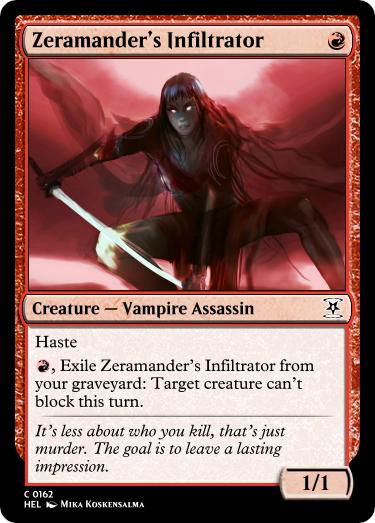 Zeramander's Infiltrator
Creature — Vampire Assassin
Haste
, Exile Zeramander's Infiltrator from
your graveyard: Target creature can't
block this turn.
It's less about who you kill, that's just
murder. The goal is to leave a lasting
impression.
1/1
C 0162
HEL Mika Koskensalma